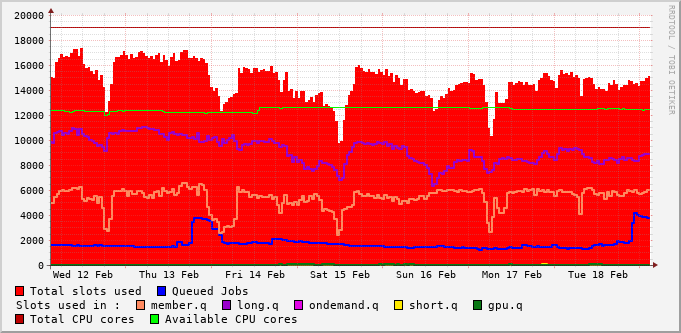 20000
18000
16000
14000
12000
10000
8000
6000
4000
2000
0
Wed 12 Feb Thu 13 Feb Fri 14 Feb Sat 15 Feb Sun 16 Feb Mon 17 Feb Tue 18 Feb
RRDTOOL / TOBI OETIKER
Total slots used Queued Jobs
Slots used in : member.q long.q ondemand.q short.q gpu.q
Total CPU cores Available CPU cores